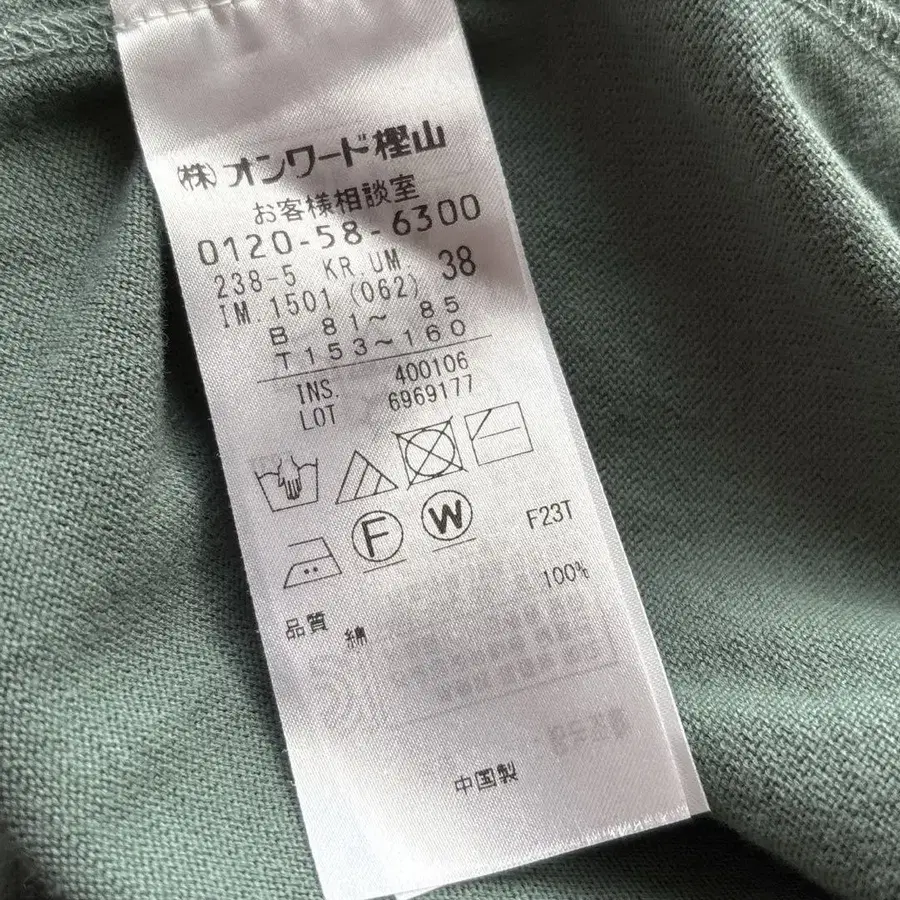 (株)オンワード樫山
お客様相談室
0120-58-6300
238-5 KR.UM. 38
IM.1501 (062)
B 81〜 85
T 153〜160
INS. 400106
LOT 6969177
F W F23T
品質 綿 100%
中国製